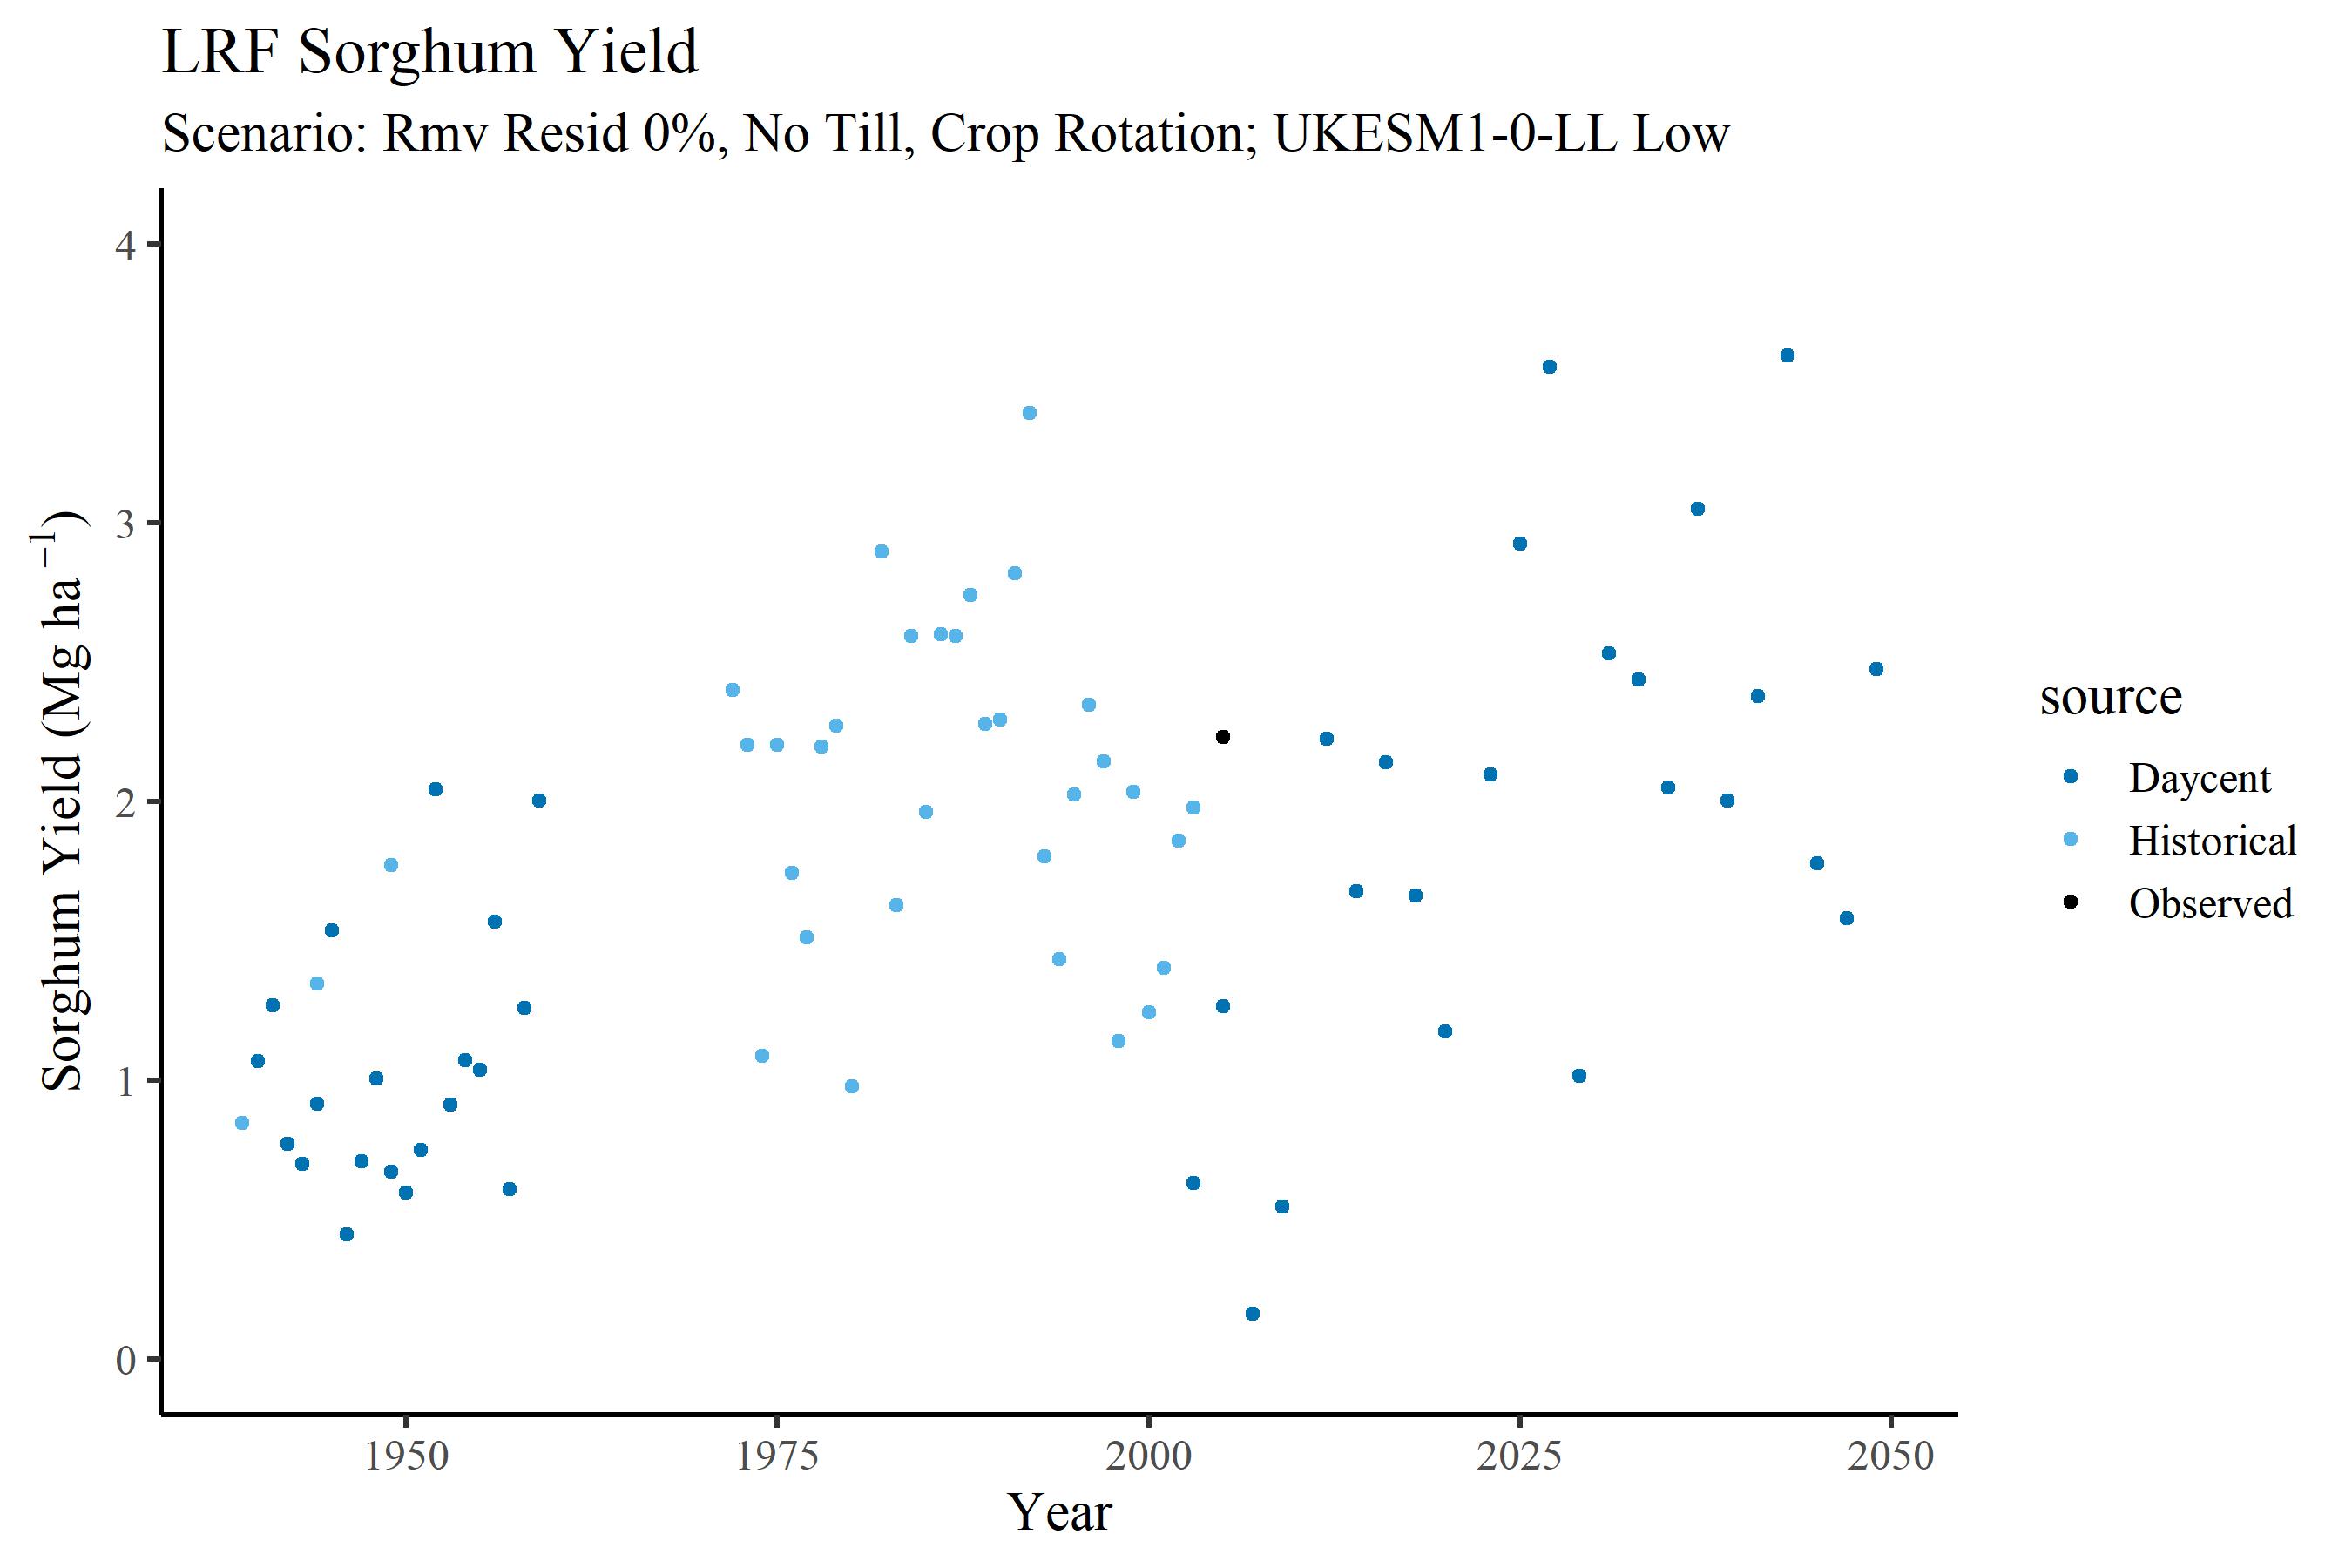 LRF Sorghum Yield
Scenario: Rmv Resid 0%, No Till, Crop Rotation; UKESM1-0-LL Low
Sorghum Yield (Mg ha⁻¹)
4
3
2
1
0
1950 1975 2000 2025 2050
Year
source
Daycent
Historical
Observed